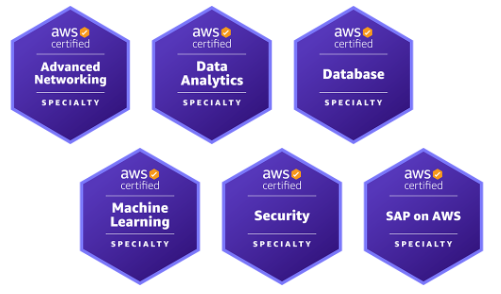 aws
certified
Advanced
Networking
SPECIALTY
aws
certified
Data
Analytics
SPECIALTY
aws
certified
Database
SPECIALTY
aws
certified
Machine
Learning
SPECIALTY
aws
certified
Security
SPECIALTY
aws
certified
SAP on AWS
SPECIALTY